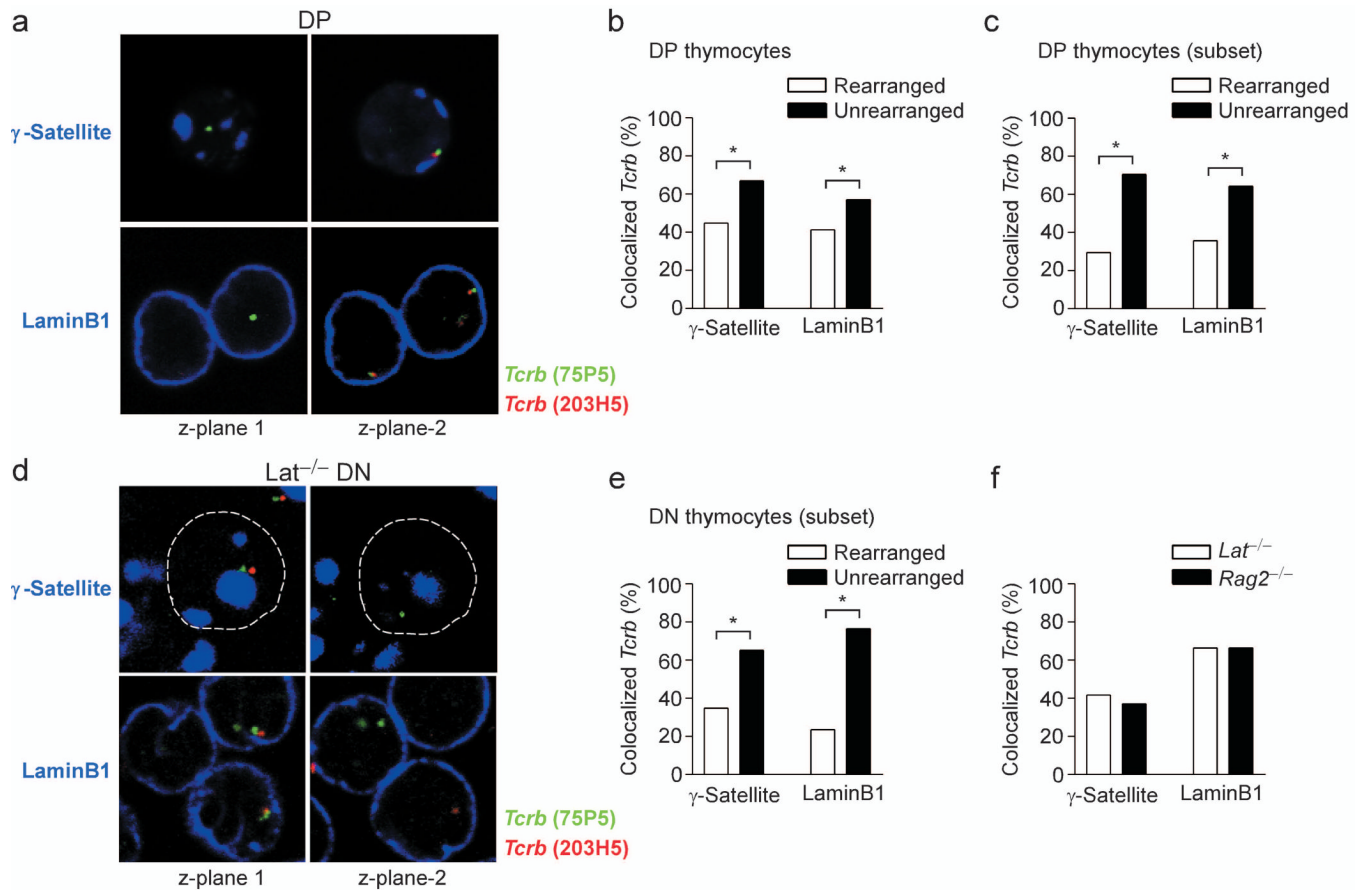 a
DP
γ-Satellite
LaminB1
Tcrb (75P5)
Tcrb (203H5)
z-plane 1
z-plane-2
b
DP thymocytes
Rearranged
Unrearranged
Colocalized Tcrb (%)
100
80
60
40
20
0
*
*
γ-Satellite
LaminB1
c
DP thymocytes (subset)
Rearranged
Unrearranged
Colocalized Tcrb (%)
100
80
60
40
20
0
*
*
γ-Satellite
LaminB1
d
Lat–/– DN
γ-Satellite
LaminB1
Tcrb (75P5)
Tcrb (203H5)
z-plane 1
z-plane-2
e
DN thymocytes (subset)
Rearranged
Unrearranged
Colocalized Tcrb (%)
100
80
60
40
20
0
*
*
γ-Satellite
LaminB1
f
Lat–/–
Rag2–/–
Colocalized Tcrb (%)
100
80
60
40
20
0
γ-Satellite
LaminB1